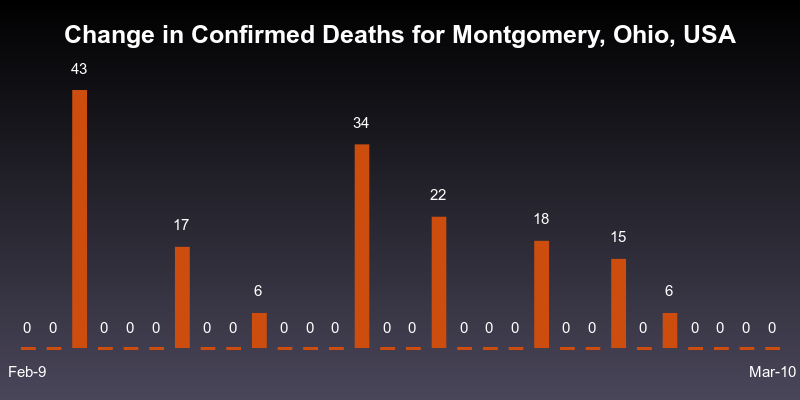 Change in Confirmed Deaths for Montgomery, Ohio, USA
0 0 43 0 0 0 17 0 0 6 0 0 0 34 0 0 22 0 0 0 18 0 0 15 0 6 0 0 0 0
Feb-9 Mar-10